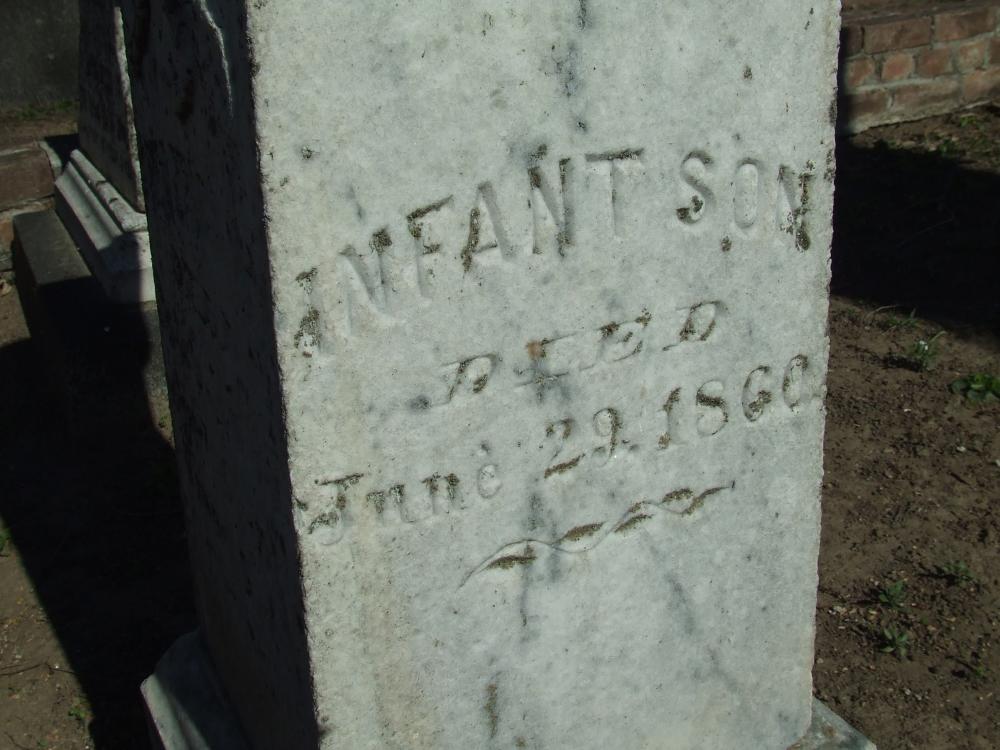 INFANT SON
DIED
June 29. 1860